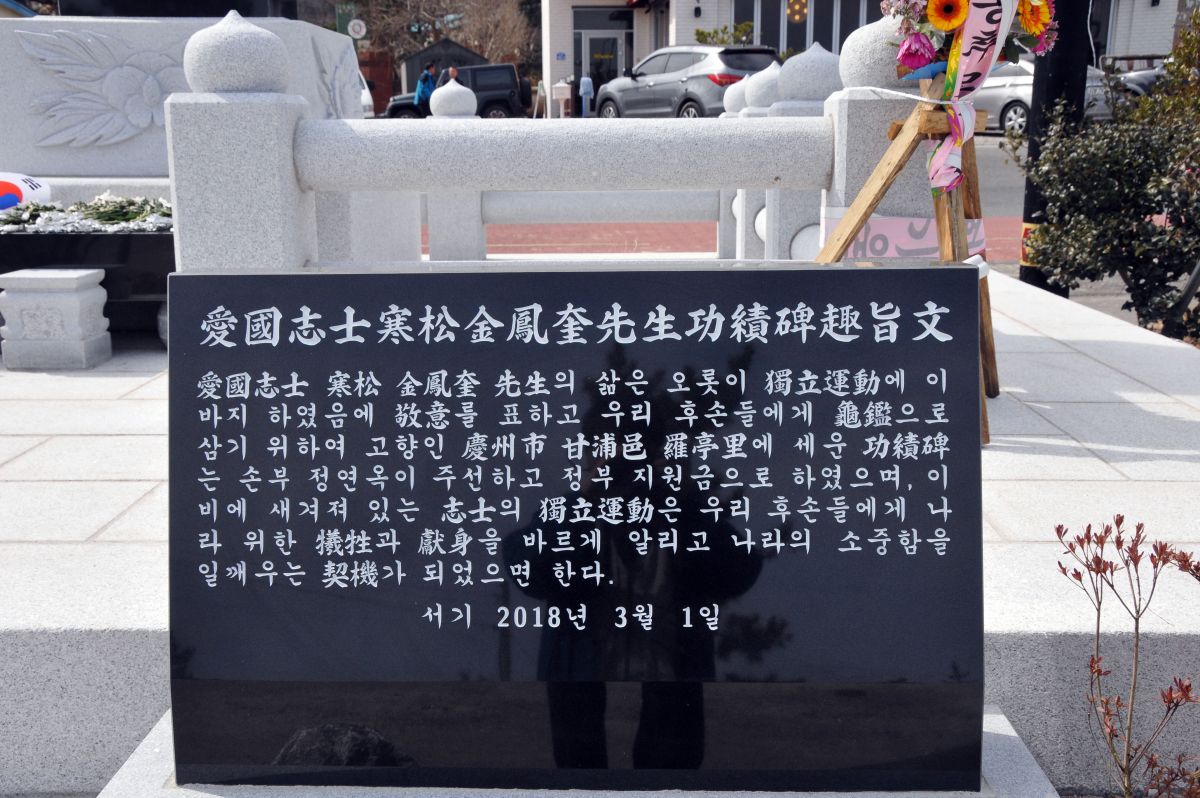 愛國志士寒松金鳳奎先生功績碑趣旨文
愛國志士 寒松 金鳳奎 先生의 삶은 오롯이 獨立運動에 이
바지 하였음에 敬意를 표하고 우리 후손들에게 龜鑑으로
삼기 위하여 고향인 慶州市 甘浦邑 羅亭里에 세운 功績碑
는 손부 정연옥이 주선하고 정부 지원금으로 하였으며, 이
비에 새겨져 있는 志士의 獨立運動은 우리 후손들에게 나
라 위한 犧牲과 獻身을 바르게 알리고 나라의 소중함을
일깨우는 契機가 되었으면 한다.
서기 2018년 3월 1일